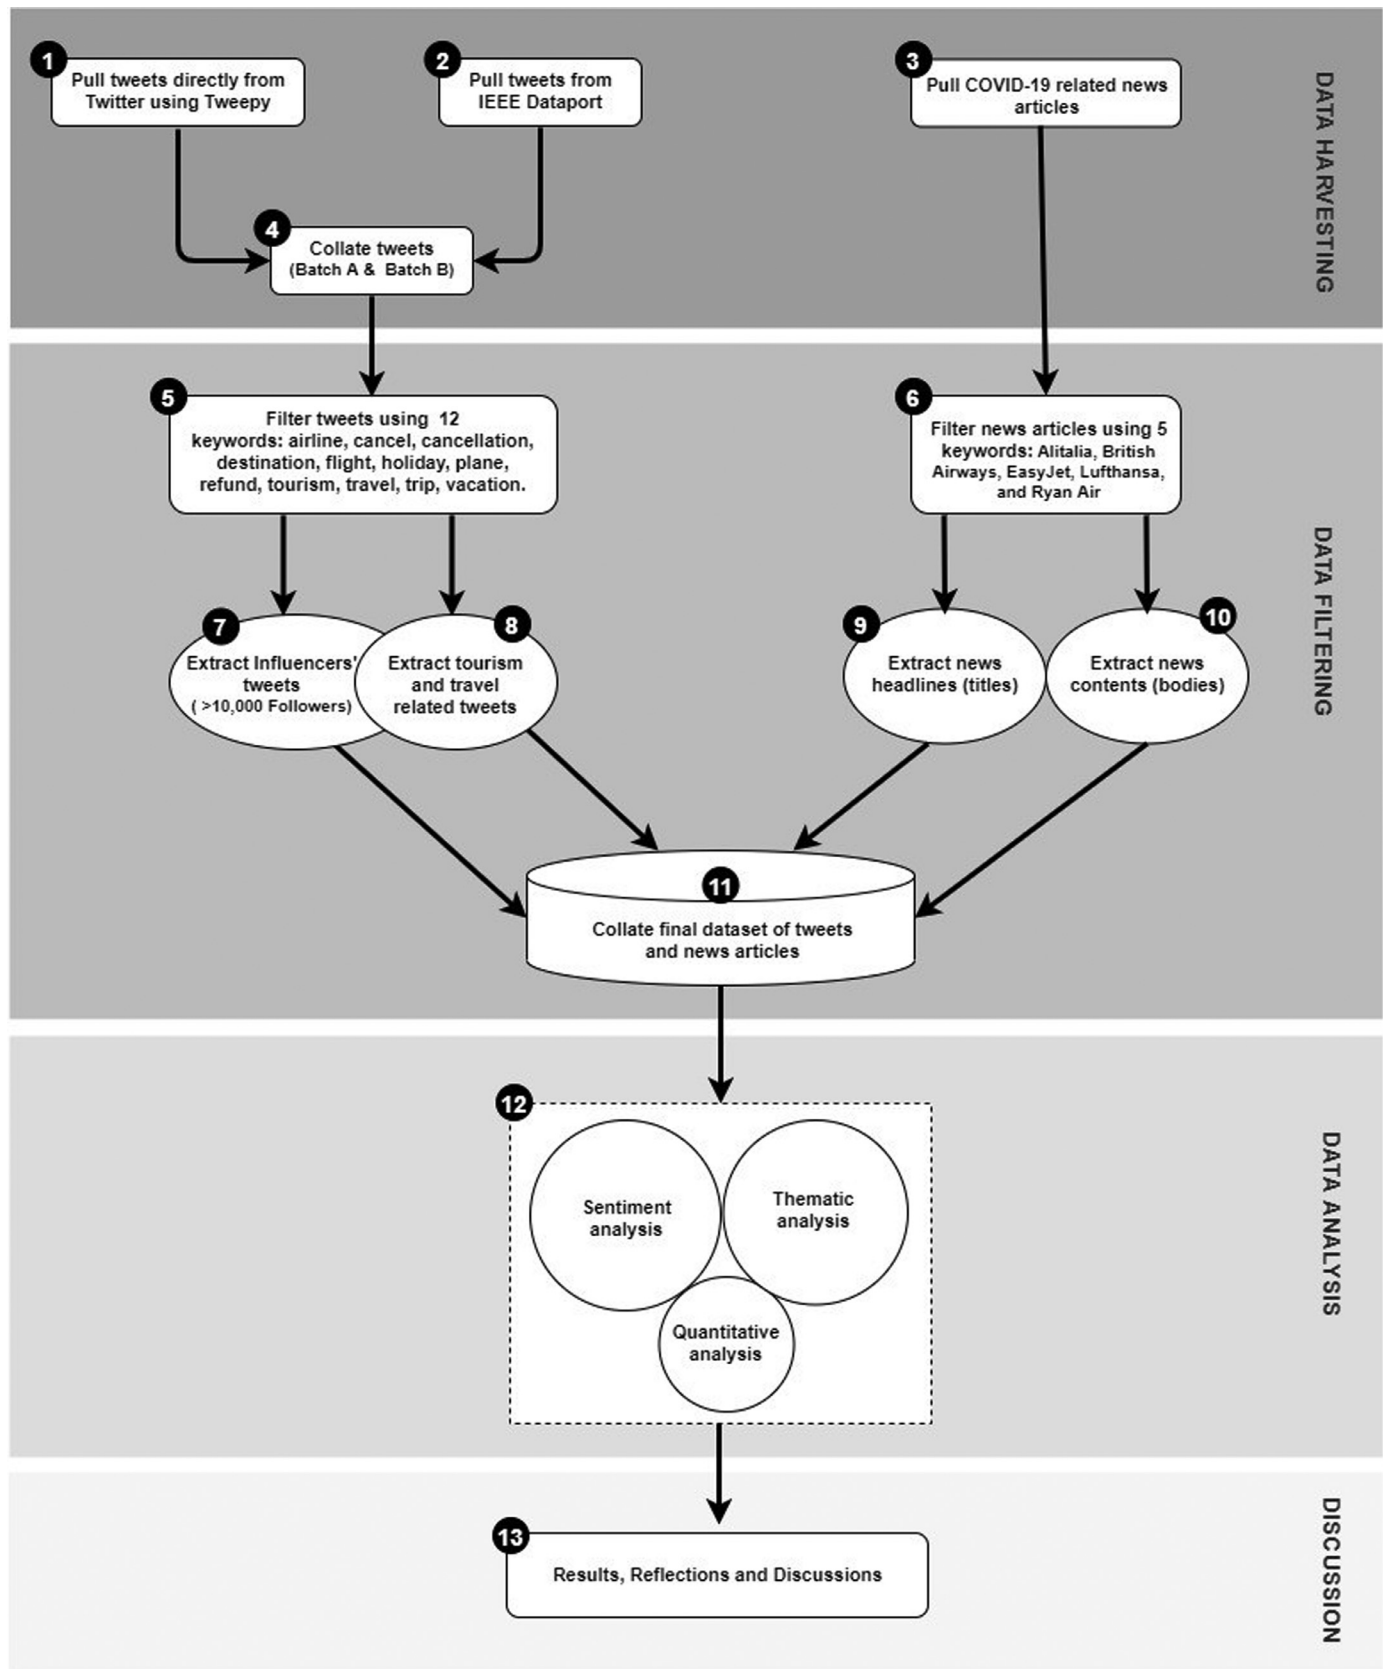 1
Pull tweets directly from
Twitter using Tweepy
2
Pull tweets from
IEEE Dataport
3
Pull COVID-19 related news
articles
4
Collate tweets
(Batch A & Batch B)
DATA HARVESTING
5
Filter tweets using 12
keywords: airline, cancel, cancellation,
destination, flight, holiday, plane,
refund, tourism, travel, trip, vacation.
6
Filter news articles using 5
keywords: Alitalia, British
Airways, EasyJet, Lufthansa,
and Ryan Air
7
Extract Influencers'
tweets
( >10,000 Followers)
8
Extract tourism
and travel
related tweets
9
Extract news
headlines (titles)
10
Extract news
contents (bodies)
DATA FILTERING
11
Collate final dataset of tweets
and news articles
12
Sentiment
analysis
Thematic
analysis
Quantitative
analysis
DATA ANALYSIS
13
Results, Reflections and Discussions
DISCUSSION